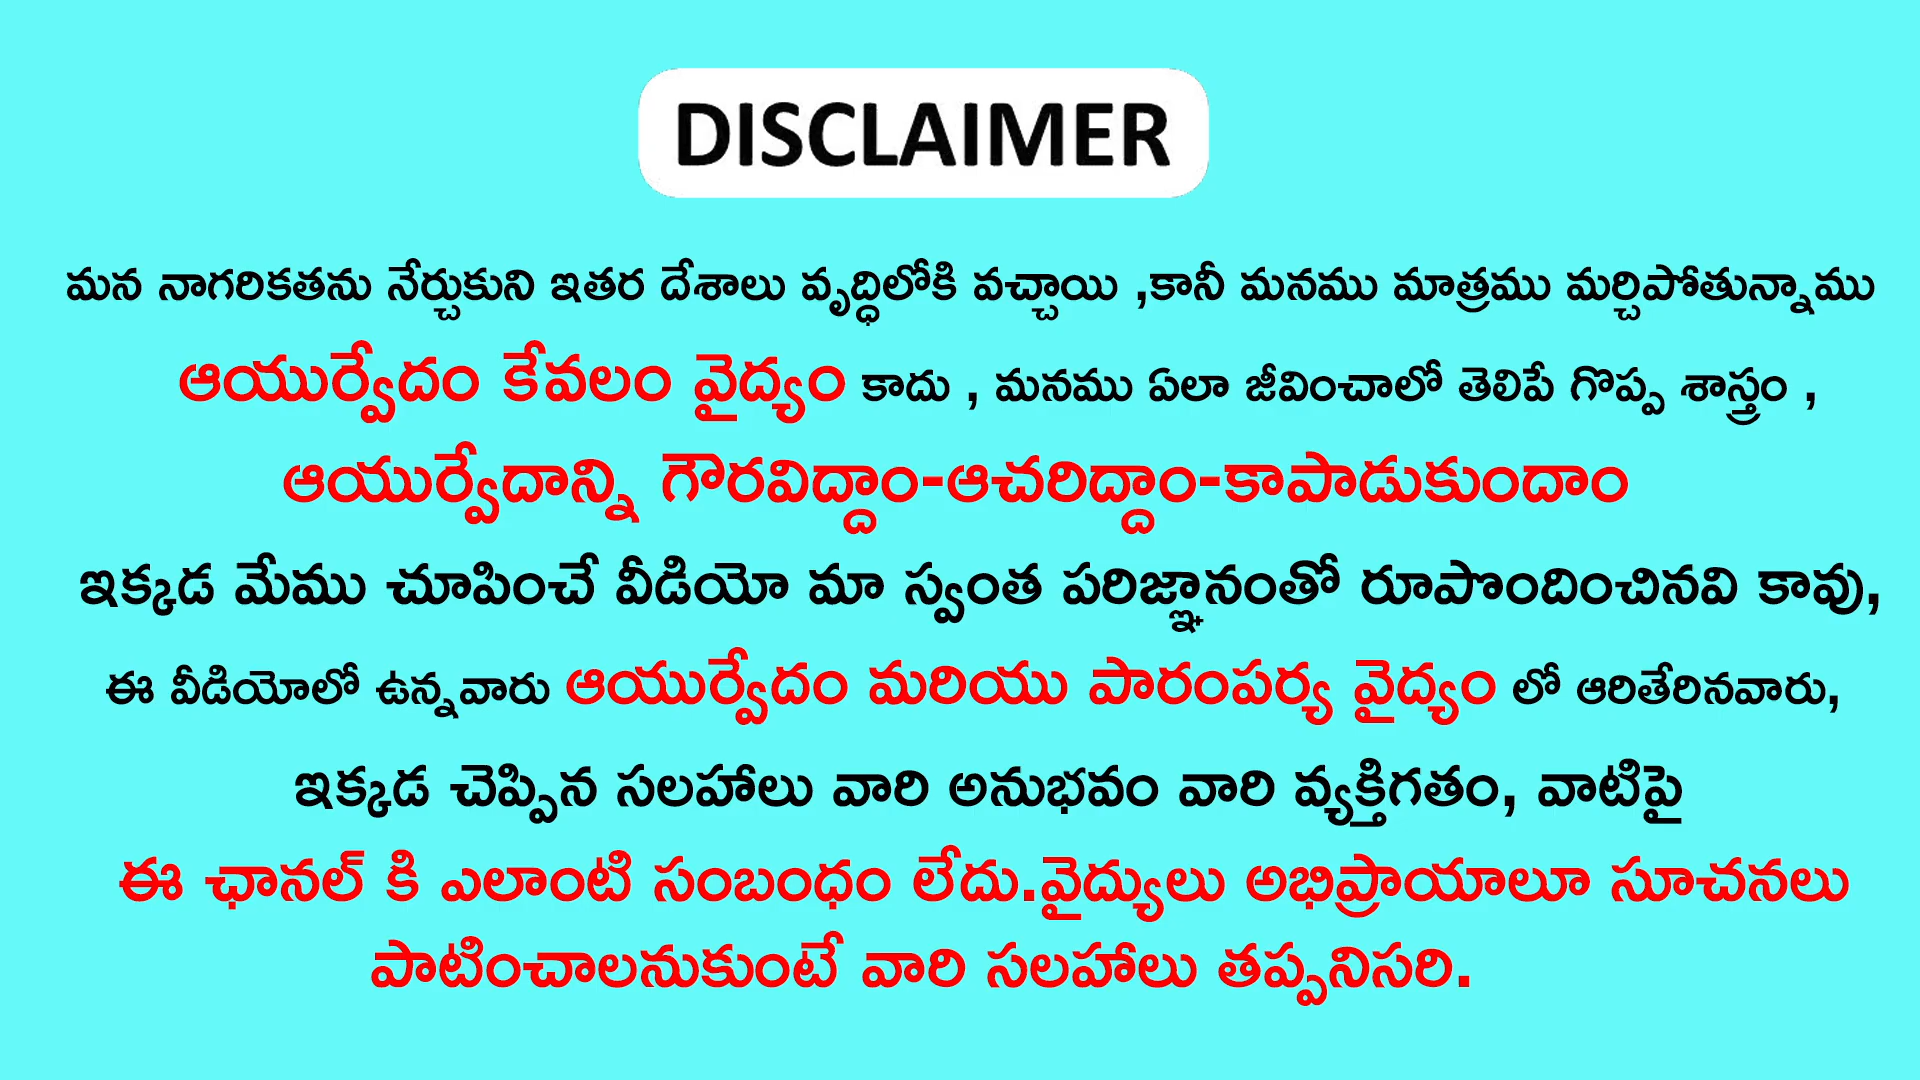 DISCLAIMER
మన నాగరికతను నేర్చుకుని ఇతర దేశాలు వృద్ధిలోకి వచ్చాయి ,కానీ మనము మాత్రము మర్చిపోతున్నాము
ఆయుర్వేదం కేవలం వైద్యం కాదు , మనము ఏలా జీవించాలో తెలిపే గొప్ప శాస్త్రం ,
ఆయుర్వేదాన్ని గౌరవిద్దాం-ఆచరిద్దాం-కాపాడుకుందాం
ఇక్కడ మేము చూపించే వీడియో మా స్వంత పరిజ్ఞానంతో రూపొందించినవి కావు,
ఈ వీడియోలో ఉన్నవారు ఆయుర్వేదం మరియు పారంపర్య వైద్యం లో ఆరితేరినవారు,
ఇక్కడ చెప్పిన సలహాలు వారి అనుభవం వారి వ్యక్తిగతం, వాటిపై
ఈ ఛానల్ కి ఎలాంటి సంబంధం లేదు.వైద్యులు అభిప్రాయాలూ సూచనలు
పాటించాలనుకుంటే వారి సలహాలు తప్పనిసరి.